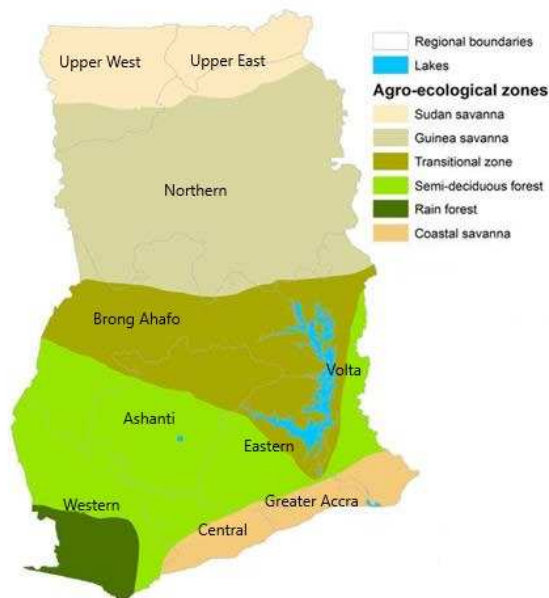 Upper West
Upper East
Northern
Brong Ahafo
Volta
Ashanti
Eastern
Western
Greater Accra
Central
Regional boundaries
Lakes
Agro-ecological zones
Sudan savanna
Guinea savanna
Transitional zone
Semi-deciduous forest
Rain forest
Coastal savanna